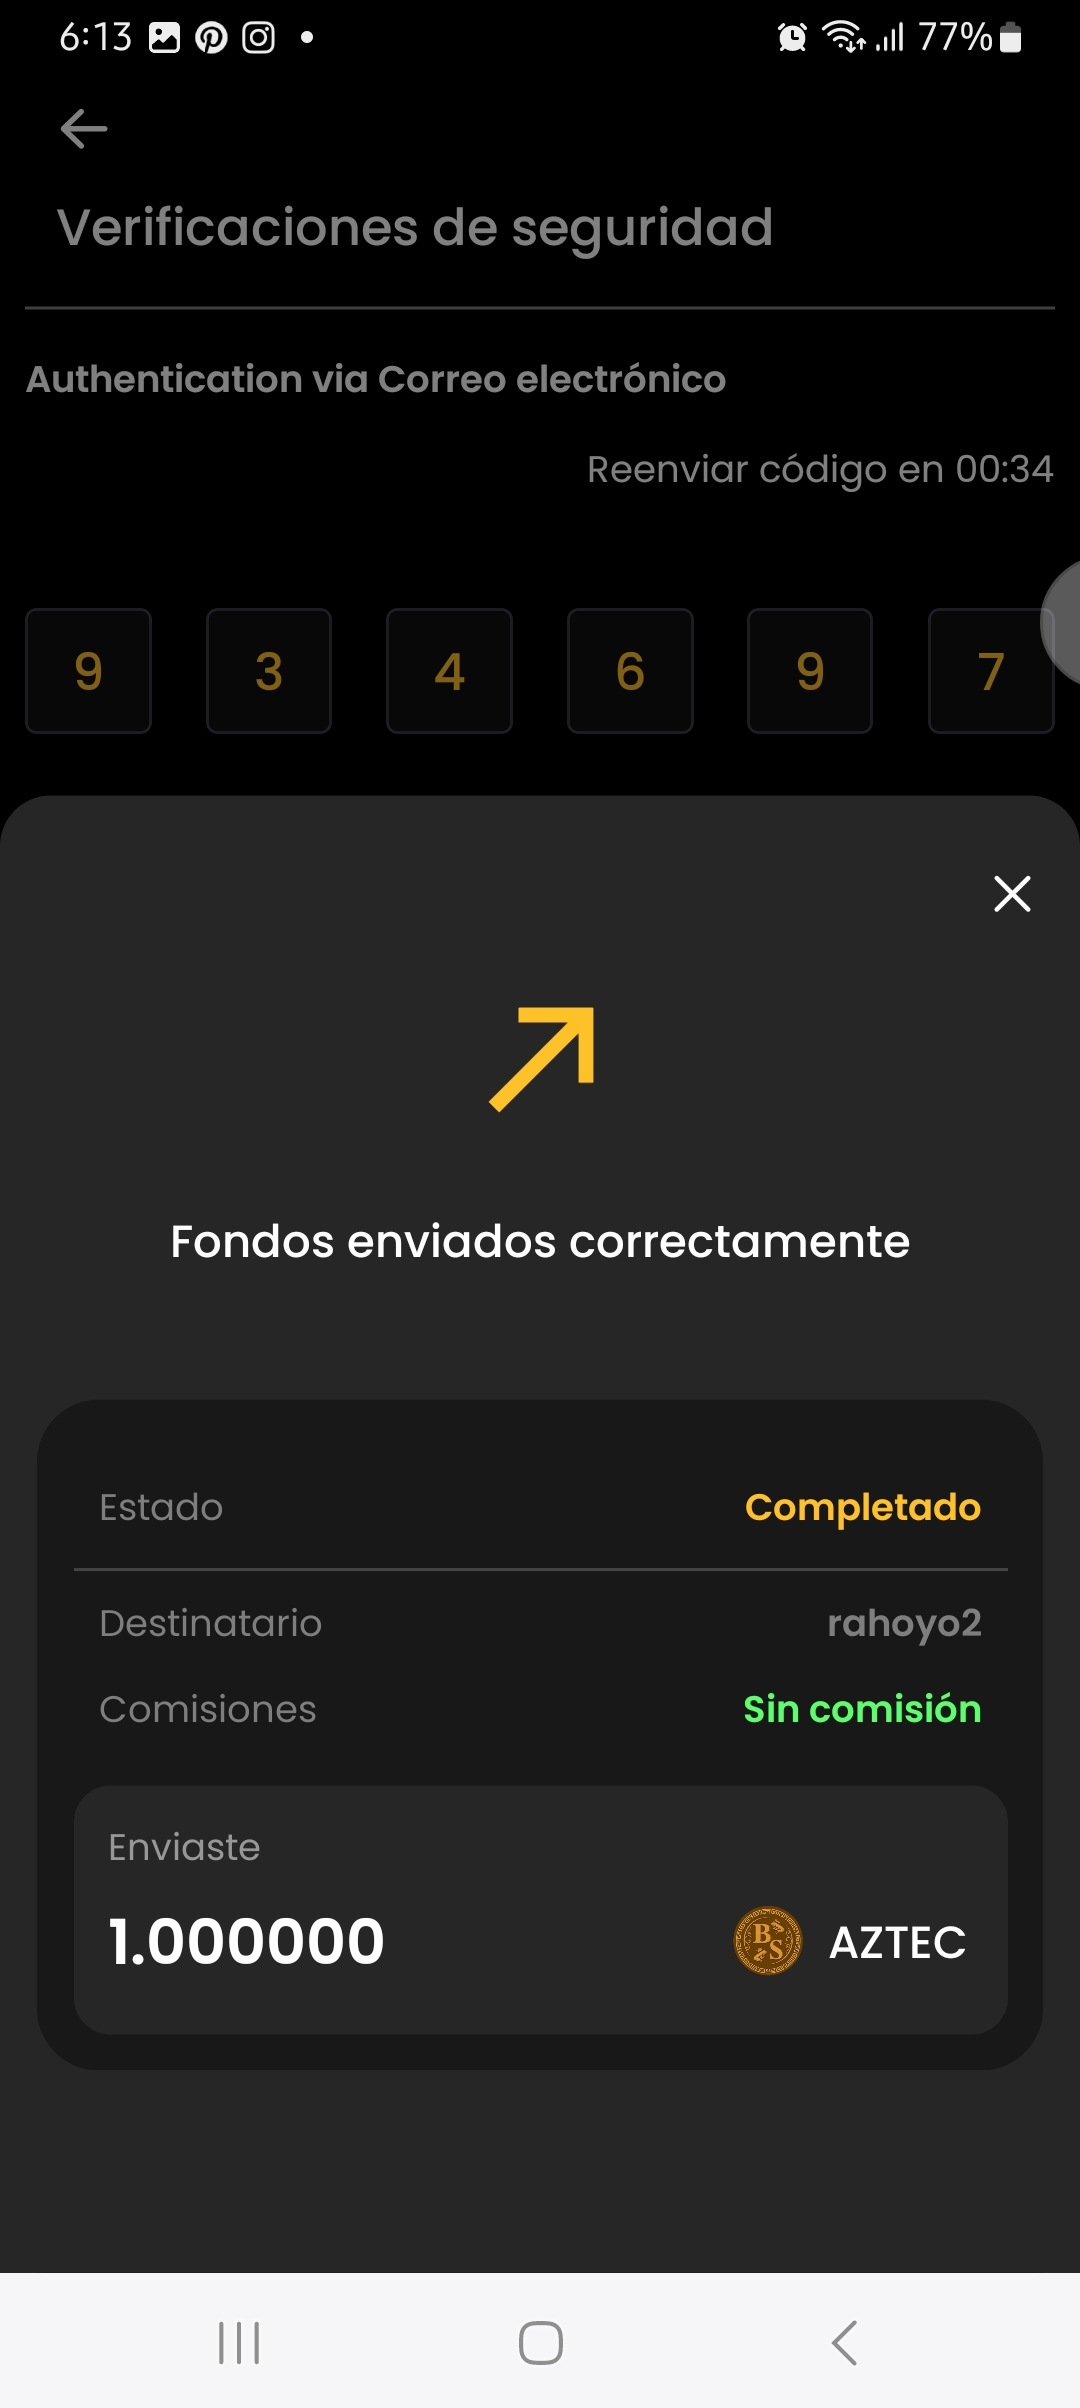 6:13
77%
Verificaciones de seguridad
Authentication via Correo electrónico
Reenviar código en 00:34
9 3 4 6 9 7
Fondos enviados correctamente
Estado Completado
Destinatario rahoyo2
Comisiones Sin comisión
Enviaste
1.000000 BS AZTEC